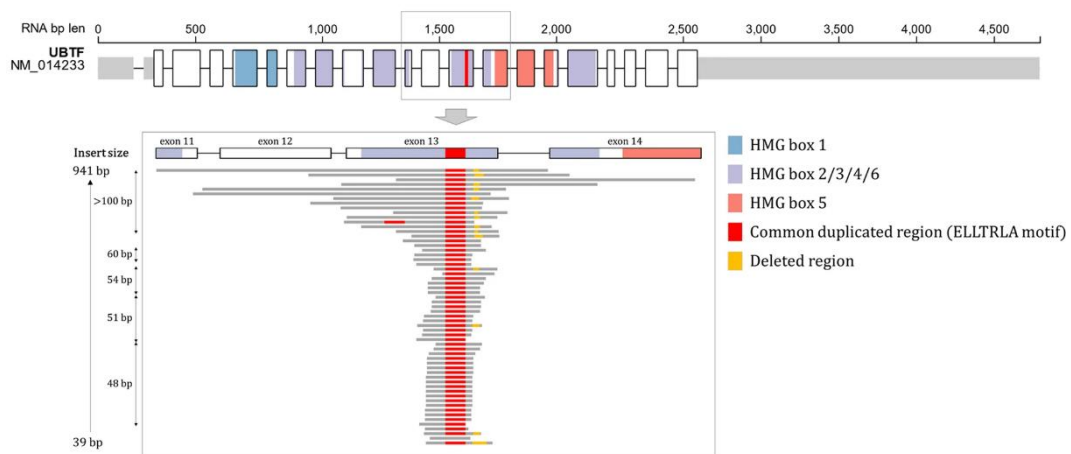 RNA bp len 0 500 1,000 1,500 2,000 2,500 3,000 3,500 4,000 4,500
UBTF
NM_014233
exon 11 exon 12 exon 13 exon 14
Insert size
941 bp
>100 bp
60 bp
54 bp
51 bp
48 bp
39 bp
HMG box 1
HMG box 2/3/4/6
HMG box 5
Common duplicated region (ELLTRLA motif)
Deleted region